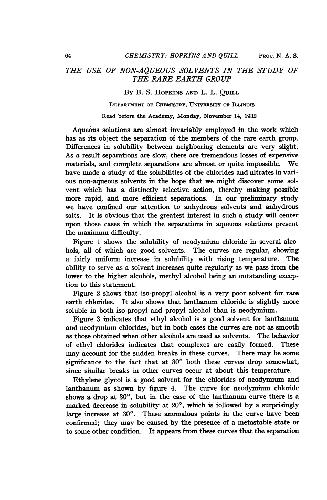 64 CHEMISTRY: HOPKINS AND QUILL PROC. N. A. S.
THE USE OF NON-AQUEOUS SOLVENTS IN THE STUDY OF
THE RARE EARTH GROUP
BY B. S. HOPKINS AND L. L. QUILL
DEPARTMENT OF CHEMISTRY, UNIVERSITY OF ILLINOIS
Read before the Academy, Monday, November 14, 1932
Aqueous solutions are almost invariably employed in the work which
has as its object the separation of the members of the rare earth group.
Differences in solubility between neighboring elements are very slight.
As a result separations are slow, there are tremendous losses of expensive
materials, and complete separations are almost or quite impossible. We
have made a study of the solubilities of the chlorides and nitrates in vari-
ous non-aqueous solvents in the hope that we might discover some sol-
vent which has a distinctly selective action, thereby making possible
more rapid, and more efficient separations. In our preliminary study
we have confined our attention to anhydrous solvents and anhydrous
salts. It is obvious that the greatest interest in such a study will center
upon those cases in which the separations in aqueous solutions present
the maximum difficulty.
Figure 1 shows the solubility of neodymium chloride in several alco-
hols, all of which are good solvents. The curves are regular, showing
a fairly uniform increase in solubility with rising temperature. The
ability to serve as a solvent increases quite regularly as we pass from the
lower to the higher alcohols, methyl alcohol being an outstanding excep-
tion to this statement.
Figure 2 shows that iso-propyl alcohol is a very poor solvent for rare
earth chlorides. It also shows that lanthanum chloride is slightly more
soluble in both iso-propyl and propyl alcohol than is neodymium.
Figure 3 indicates that ethyl alcohol is a good solvent for lanthanum
and neodymium chlorides, but in both cases the curves are not as smooth
as those obtained when other alcohols are used as solvents. The behavior
of ethyl chlorides indicates that complexes are easily formed. These
may account for the sudden breaks in these curves. There may be some
significance to the fact that at 30° both these curves drop somewhat,
since similar breaks in other curves occur at about this temperature.
Ethylene glycol is a good solvent for the chlorides of neodymium and
lanthanum as shown by figure 4. The curve for neodymium chloride
shows a drop at 30°, but in the case of the lanthanum curve there is a
marked decrease in solubility at 20°, which is followed by a surprisingly
large increase at 30°. These anomalous points in the curve have been
confirmed; they may be caused by the presence of a metastable state or
to some other condition. It appears from these curves that the separation